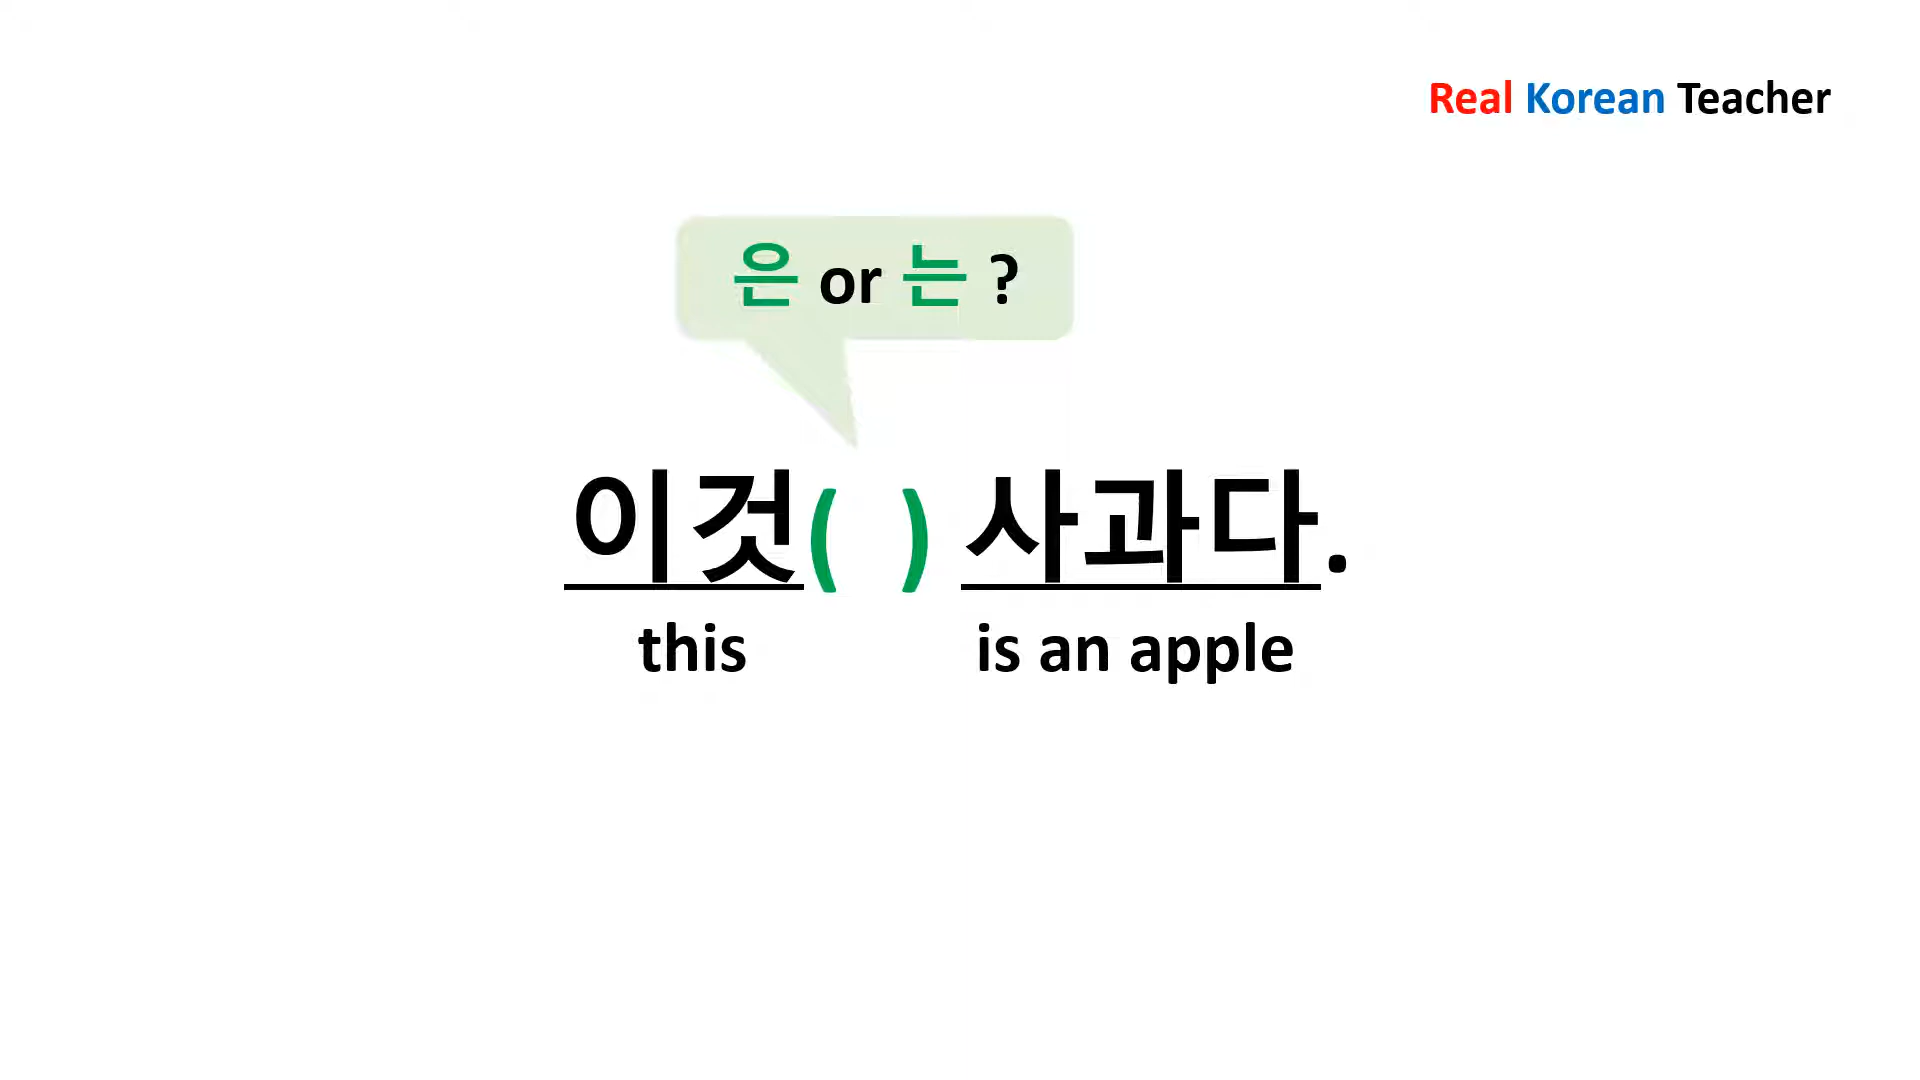 Real Korean Teacher
은 or 는 ?
이것( ) 사과다.
this is an apple